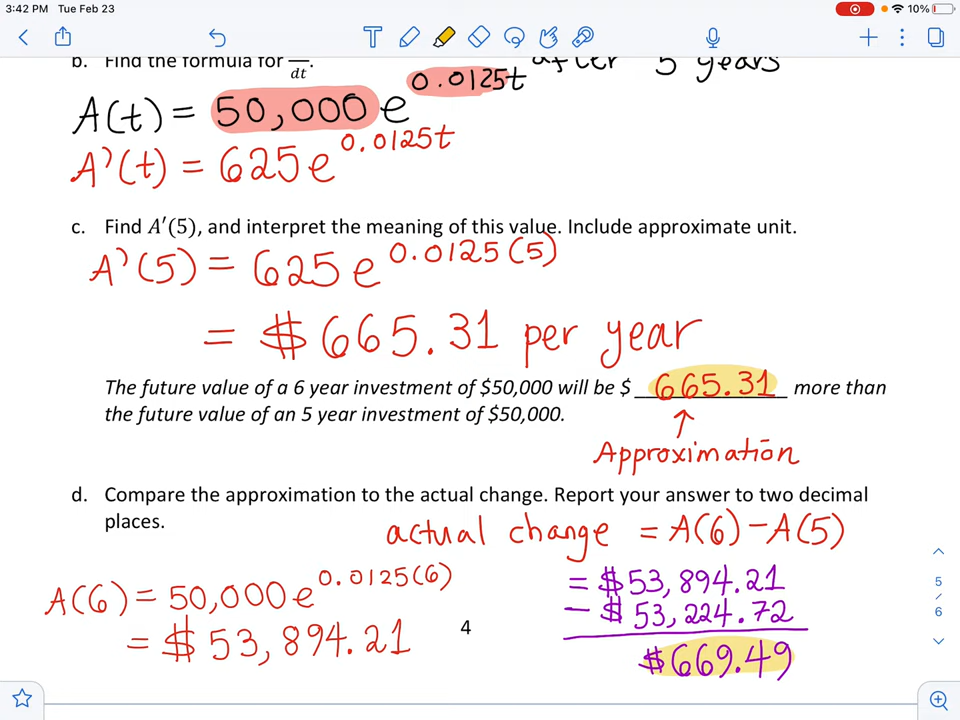 3:42 PM Tue Feb 23
10%
b. Find the formula for
dt.
after 5 years
A(t) = 50,000e^0.0125t
A'(t) = 625e^0.0125t
c. Find A′(5), and interpret the meaning of this value. Include approximate unit.
A'(5) = 625e^0.0125(5)
= $665.31 per year
The future value of a 6 year investment of $50,000 will be $ 665.31 more than
the future value of an 5 year investment of $50,000.
↑
Approximation
d. Compare the approximation to the actual change. Report your answer to two decimal
places.
actual change = A(6) – A(5)
A(6) = 50,000e^0.0125(6)
= $53,894.21
= $53,894.21
– $53,224.72
$669.49
4
5
/
6